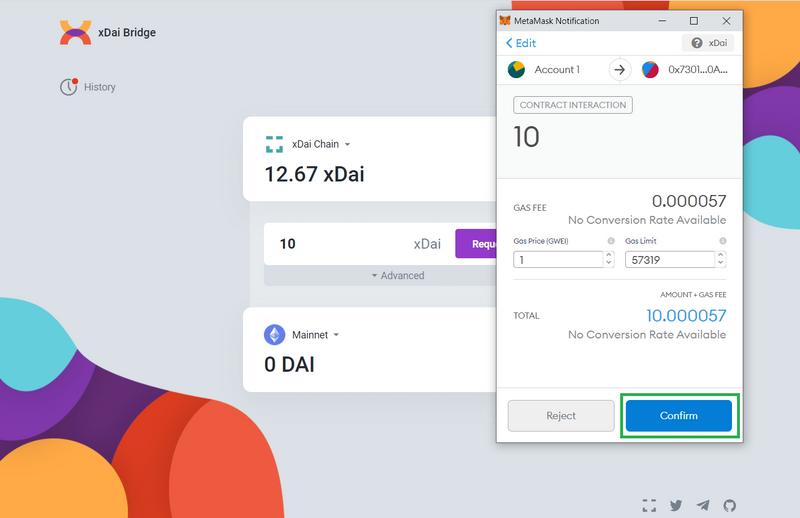 xDai Bridge
History
xDai Chain
12.67 xDai
10 xDai
Advanced
Mainnet
0 DAI
MetaMask Notification
Edit
? xDai
Account 1
0x7301...0A...
CONTRACT INTERACTION
10
GAS FEE 0.000057
No Conversion Rate Available
Gas Price (GWEI) Gas Limit
1 57319
AMOUNT + GAS FEE
TOTAL 10.000057
No Conversion Rate Available
Reject Confirm